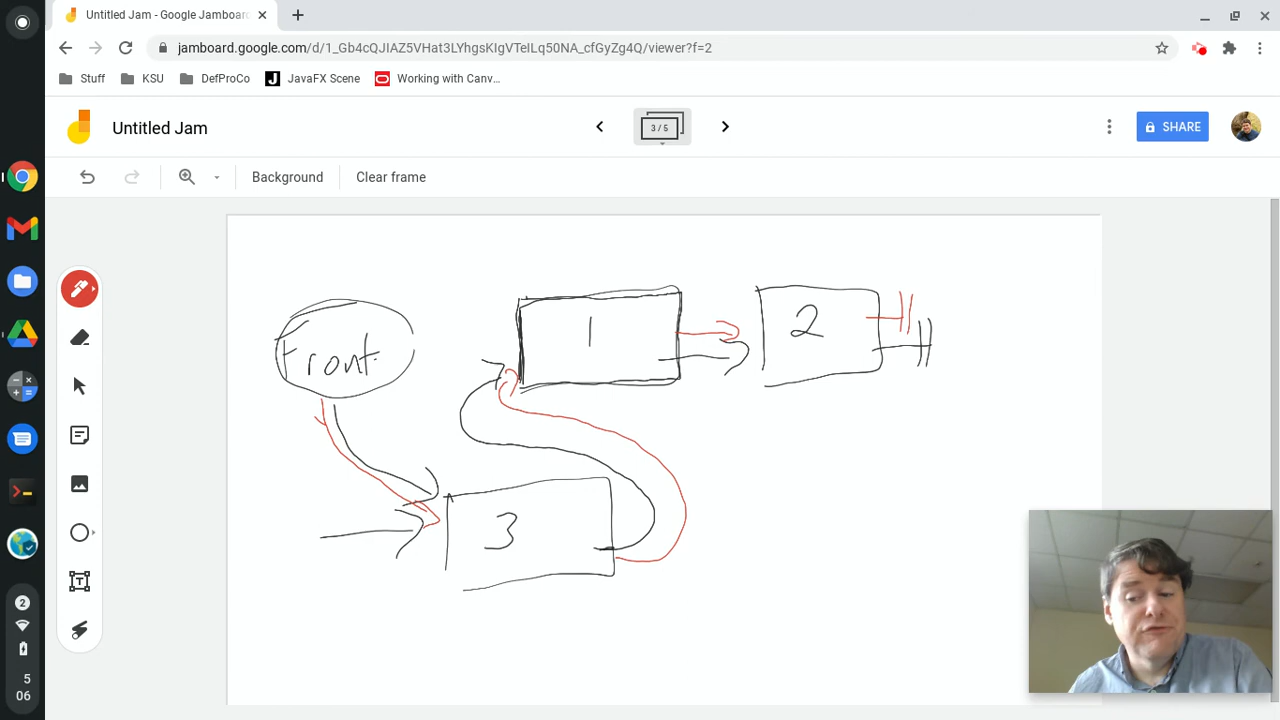 Untitled Jam - Google Jamboard
jamboard.google.com/d/1_Gb4cQJIAZ5VHat3LYhgsKIgVTeILq50NA_cfGyZg4Q/viewer?f=2
Stuff
KSU
DefProCo
JavaFX Scene
Working with Canv...
Untitled Jam
3 / 5
SHARE
Background
Clear frame
Front
1
2
3
2
5
06